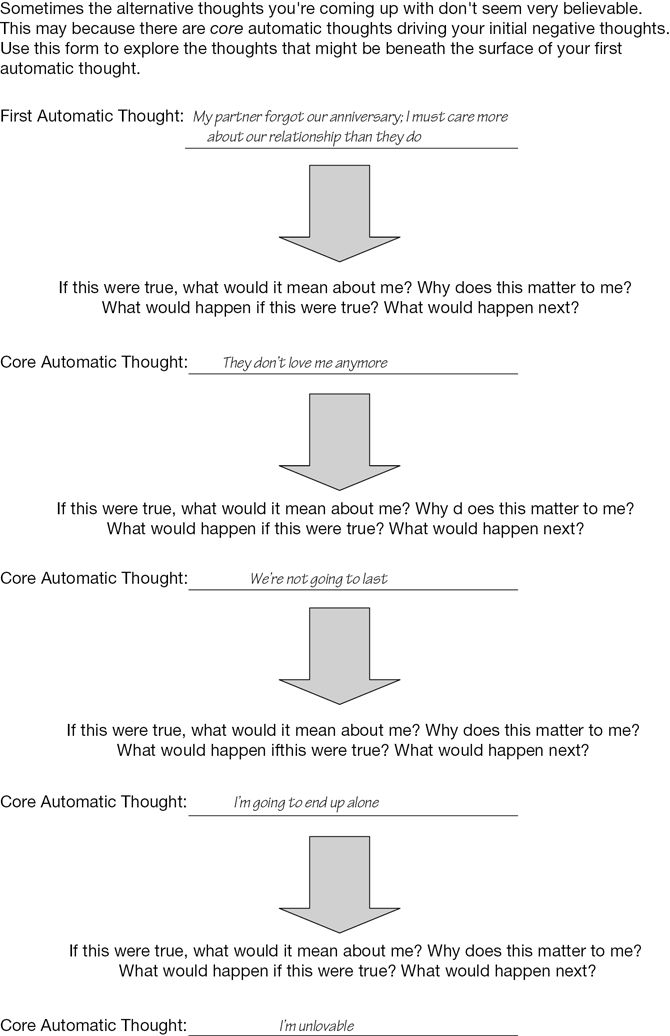 Sometimes the alternative thoughts you're coming up with don't seem very believable.
This may because there are core automatic thoughts driving your initial negative thoughts.
Use this form to explore the thoughts that might be beneath the surface of your first
automatic thought.
First Automatic Thought: My partner forgot our anniversary; I must care more
about our relationship than they do
If this were true, what would it mean about me? Why does this matter to me?
What would happen if this were true? What would happen next?
Core Automatic Thought: They don't love me anymore
If this were true, what would it mean about me? Why d oes this matter to me?
What would happen if this were true? What would happen next?
Core Automatic Thought: We're not going to last
If this were true, what would it mean about me? Why does this matter to me?
What would happen ifthis were true? What would happen next?
Core Automatic Thought: I'm going to end up alone
If this were true, what would it mean about me? Why does this matter to me?
What would happen if this were true? What would happen next?
Core Automatic Thought: I'm unlovable